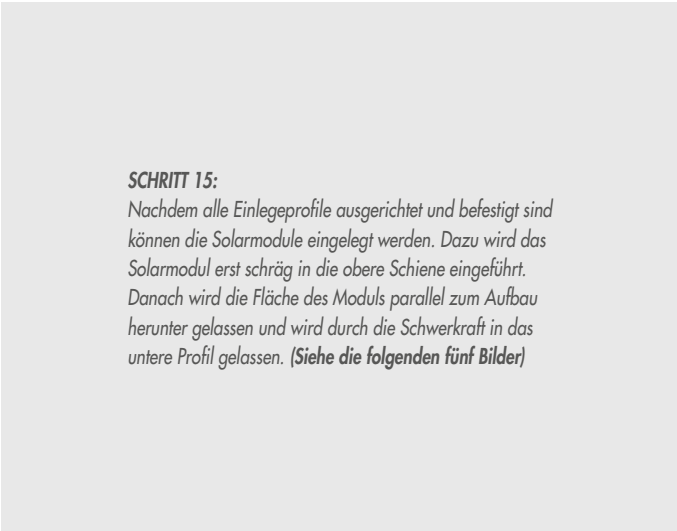 SCHRITT 15:
Nachdem alle Einlegeprofile ausgerichtet und befestigt sind
können die Solarmodule eingelegt werden. Dazu wird das
Solarmodul erst schräg in die obere Schiene eingeführt.
Danach wird die Fläche des Moduls parallel zum Aufbau
herunter gelassen und wird durch die Schwerkraft in das
untere Profil gelassen. (Siehe die folgenden fünf Bilder)